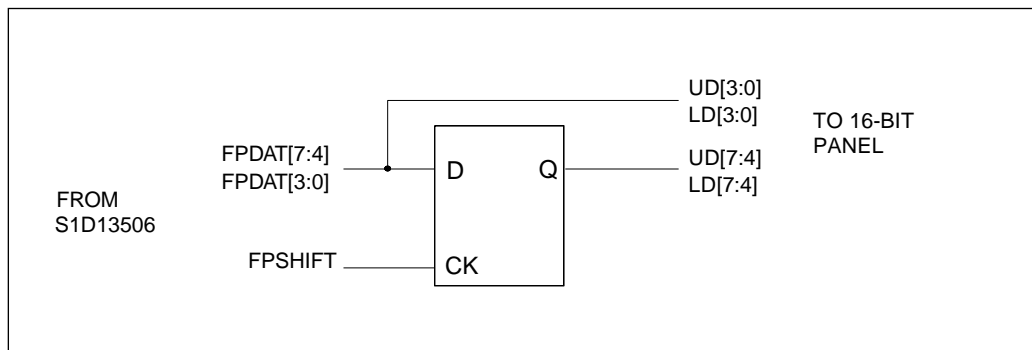 UD[3:0]
LD[3:0]
TO 16-BIT
PANEL
FPDAT[7:4]
FPDAT[3:0]
D
Q
UD[7:4]
LD[7:4]
FROM
S1D13506
FPSHIFT
CK